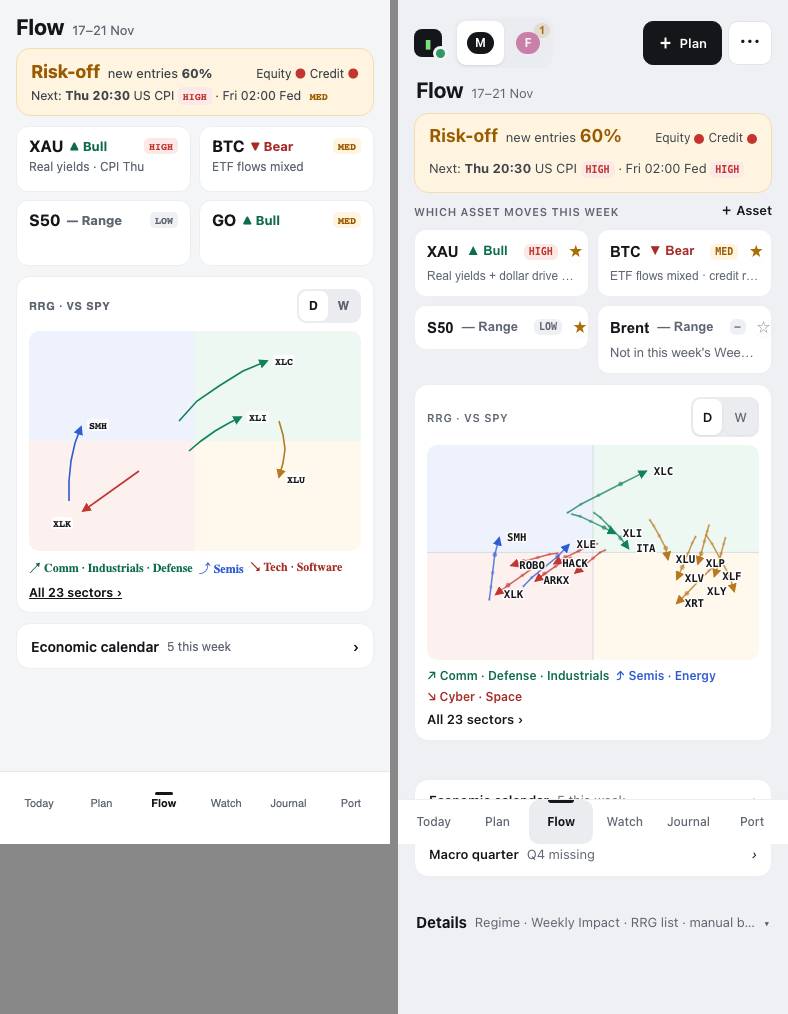 Flow 17–21 Nov
Risk-off new entries 60% Equity Credit
Next: Thu 20:30 US CPI HIGH · Fri 02:00 Fed MED
XAU ▲ Bull HIGH
Real yields · CPI Thu
BTC ▼ Bear MED
ETF flows mixed
S50 — Range LOW
GO ▲ Bull MED
RRG · VS SPY D W
XLC
SMH
XLI
XLU
XLK
↗ Comm · Industrials · Defense ⤴ Semis ↘ Tech · Software
All 23 sectors ›
Economic calendar 5 this week ›
Today Plan Flow Watch Journal Port
M F 1 + Plan ···
Flow 17–21 Nov
Risk-off new entries 60% Equity Credit
Next: Thu 20:30 US CPI HIGH · Fri 02:00 Fed HIGH
WHICH ASSET MOVES THIS WEEK + Asset
XAU ▲ Bull HIGH ★
Real yields + dollar drive ...
BTC ▼ Bear MED ★
ETF flows mixed · credit r...
S50 — Range LOW ★
Brent — Range — ☆
Not in this week's Wee...
RRG · VS SPY D W
XLC
SMH
XLI
XLE
ITA
ROBO
HACK
XLU
XLP
ARKX
XLV
XLF
XLK
XLY
XRT
↗ Comm · Defense · Industrials ⤴ Semis · Energy
↘ Cyber · Space
All 23 sectors ›
Economic calendar 5 this week
Today Plan Flow Watch Journal Port
Macro quarter Q4 missing ›
Details Regime · Weekly Impact · RRG list · manual b... ▾